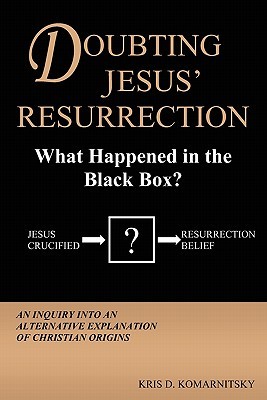 DOUBTING
JESUS'
RESURRECTION
What Happened in the
Black Box?
JESUS
CRUCIFIED
?
RESURRECTION
BELIEF
AN INQUIRY INTO AN
ALTERNATIVE EXPLANATION
OF CHRISTIAN ORIGINS
KRIS D. KOMARNITSKY